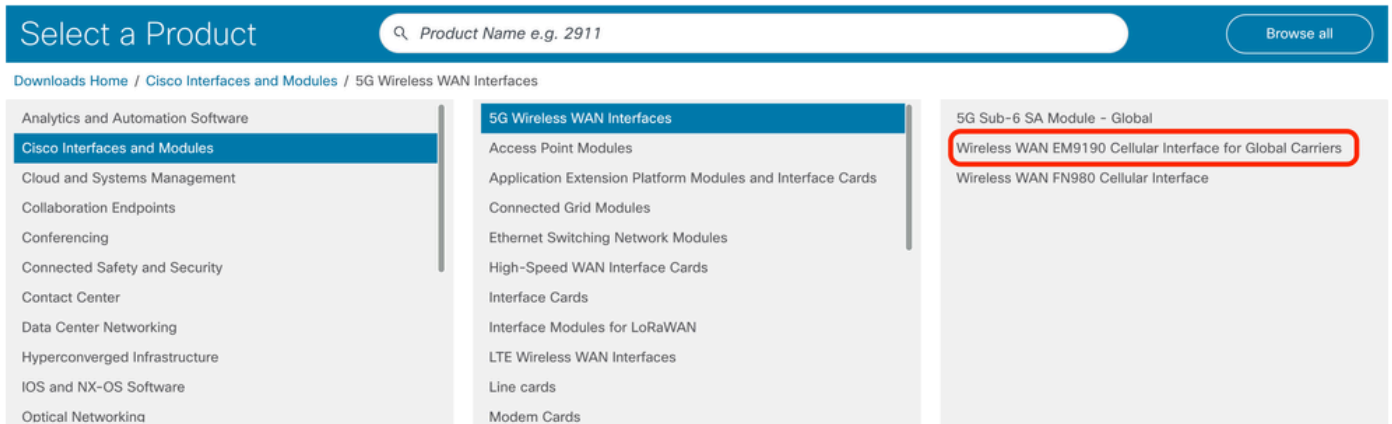 Select a Product
Product Name e.g. 2911
Browse all
Downloads Home / Cisco Interfaces and Modules / 5G Wireless WAN Interfaces
Analytics and Automation Software
Cisco Interfaces and Modules
Cloud and Systems Management
Collaboration Endpoints
Conferencing
Connected Safety and Security
Contact Center
Data Center Networking
Hyperconverged Infrastructure
IOS and NX-OS Software
Optical Networking
5G Wireless WAN Interfaces
Access Point Modules
Application Extension Platform Modules and Interface Cards
Connected Grid Modules
Ethernet Switching Network Modules
High-Speed WAN Interface Cards
Interface Cards
Interface Modules for LoRaWAN
LTE Wireless WAN Interfaces
Line cards
Modem Cards
5G Sub-6 SA Module - Global
Wireless WAN EM9190 Cellular Interface for Global Carriers
Wireless WAN FN980 Cellular Interface